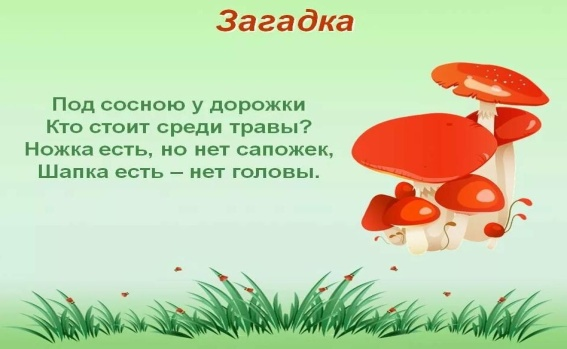 Загадка
Под сосною у дорожки
Кто стоит среди травы?
Ножка есть, но нет сапожек,
Шапка есть – нет головы.